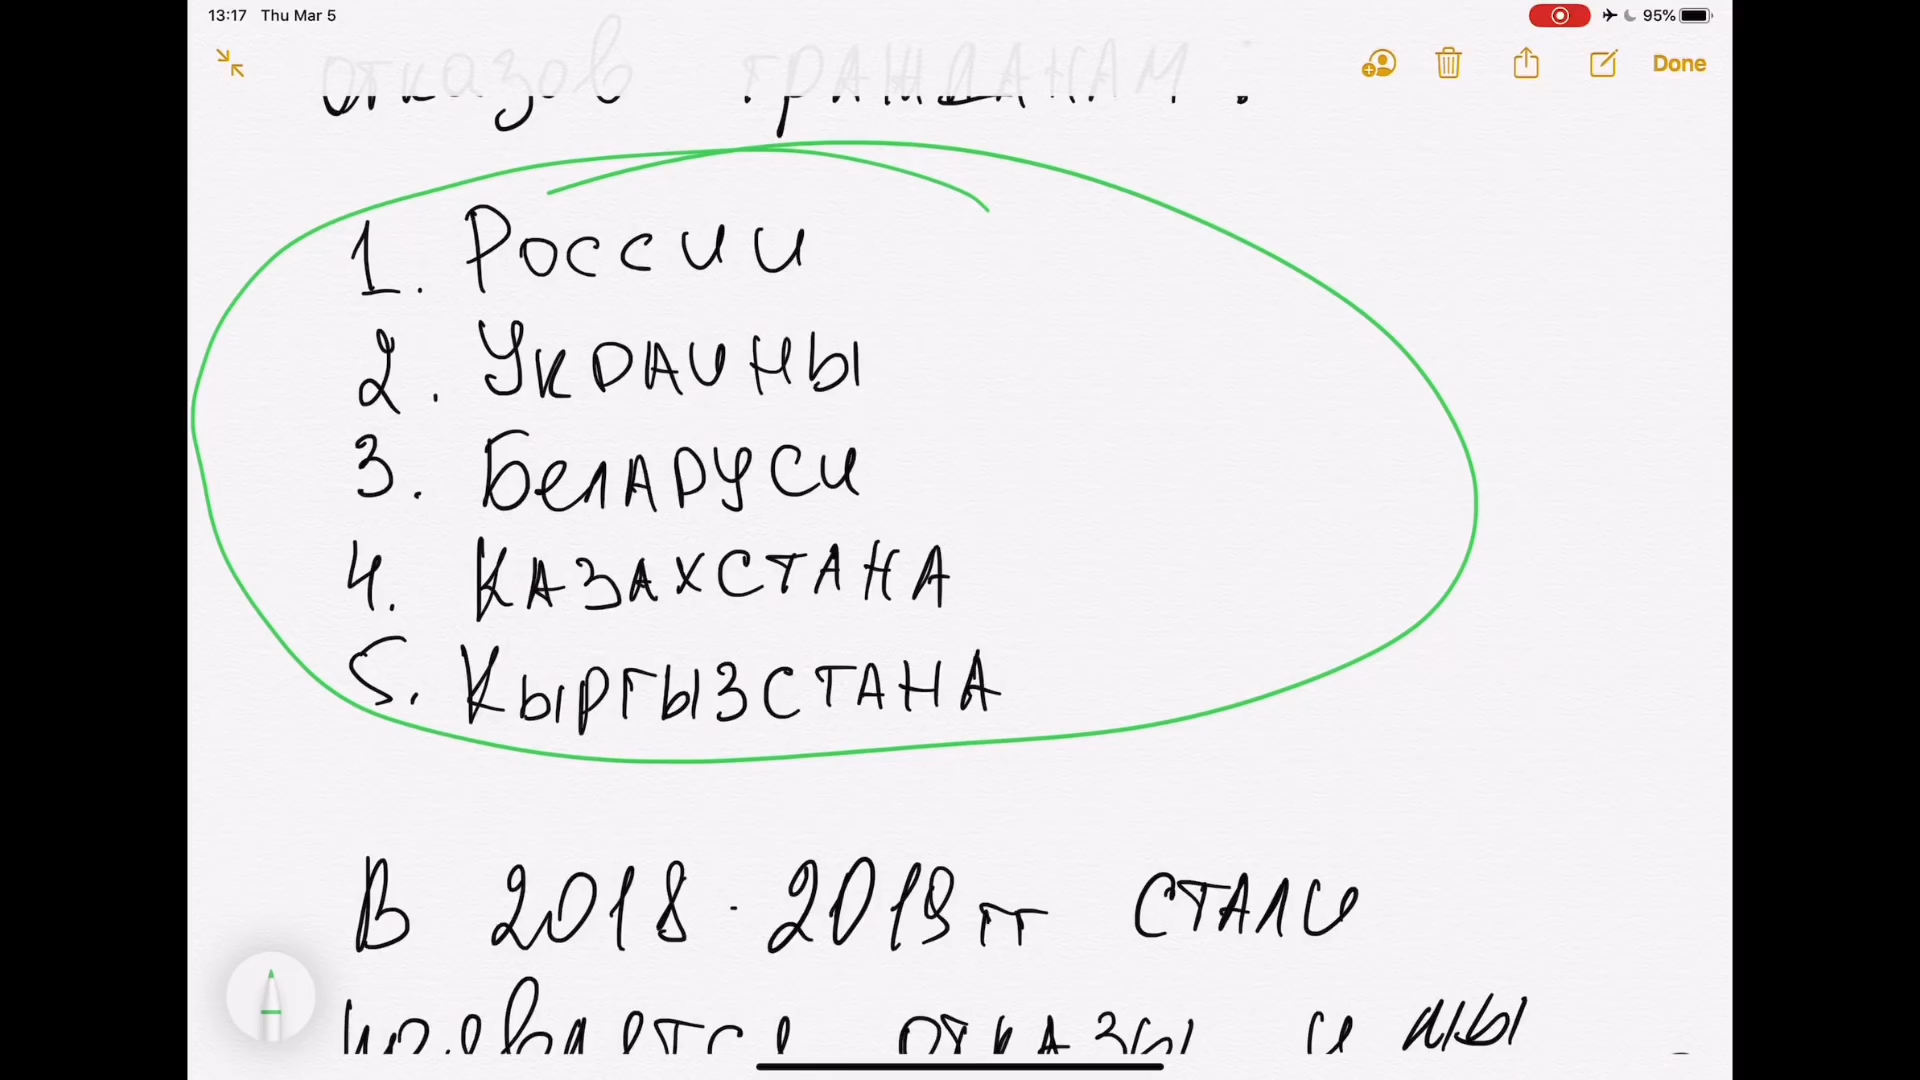 13:17 Thu Mar 5 95%
Done
отказов гражданам:
1. России
2. Украины
3. Беларуси
4. Казахстана
5. Кыргызстана
В 2018-2019 гг стали
отказы и